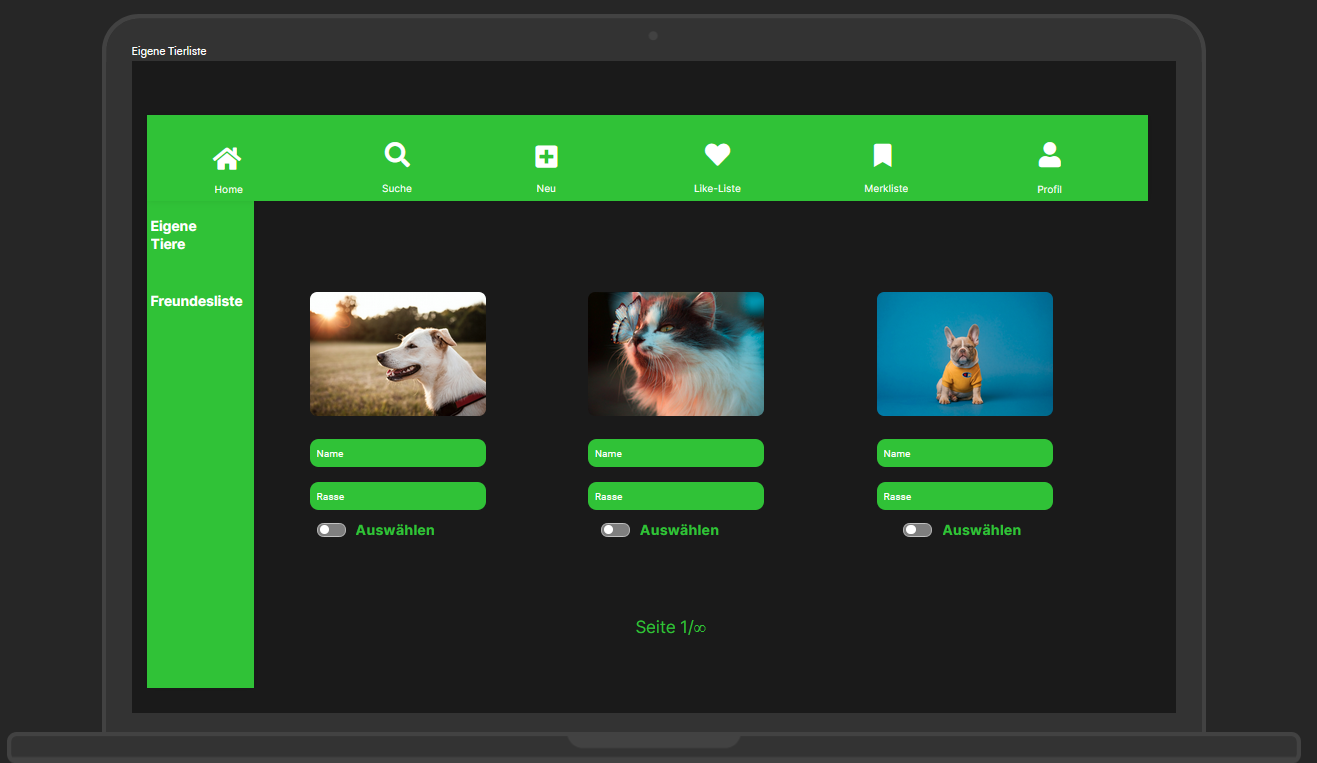 Eigene Tierliste
Home
Suche
Neu
Like-Liste
Merkliste
Profil
Eigene
Tiere
Freundesliste
Name
Name
Name
Rasse
Rasse
Rasse
Auswählen
Auswählen
Auswählen
Seite 1/∞